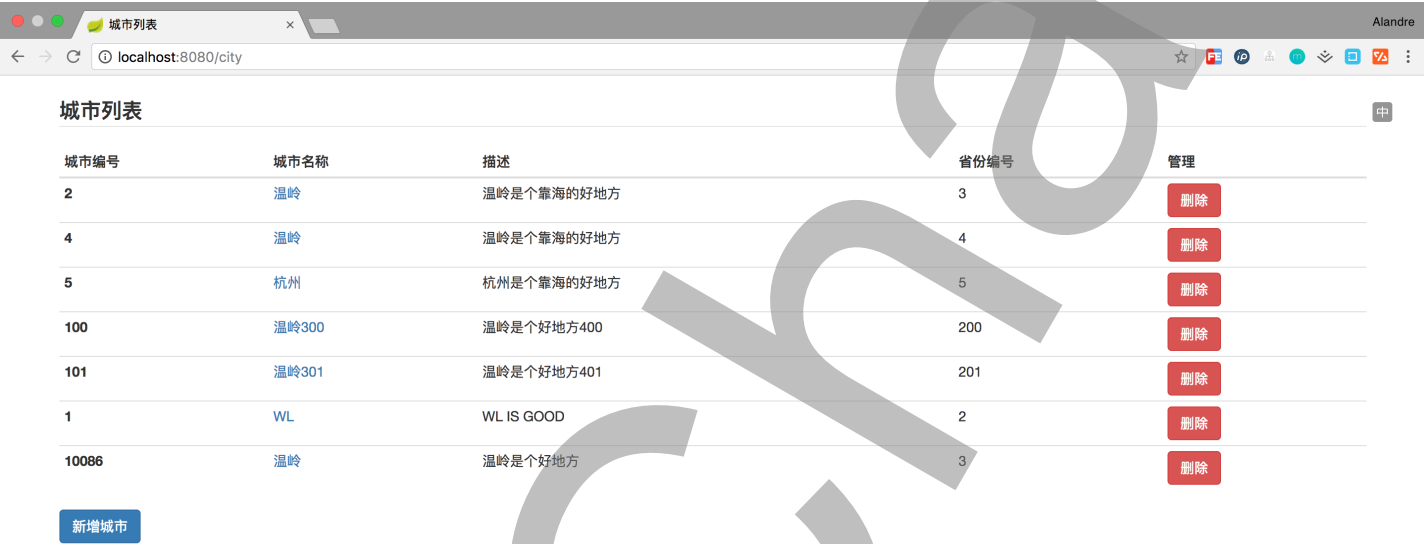 城市列表
Alandre
localhost:8080/city
城市列表
中
城市编号 城市名称 描述 省份编号 管理
2 温岭 温岭是个靠海的好地方 3 删除
4 温岭 温岭是个靠海的好地方 4 删除
5 杭州 杭州是个靠海的好地方 5 删除
100 温岭300 温岭是个好地方400 200 删除
101 温岭301 温岭是个好地方401 201 删除
1 WL WL IS GOOD 2 删除
10086 温岭 温岭是个好地方 3 删除
新增城市